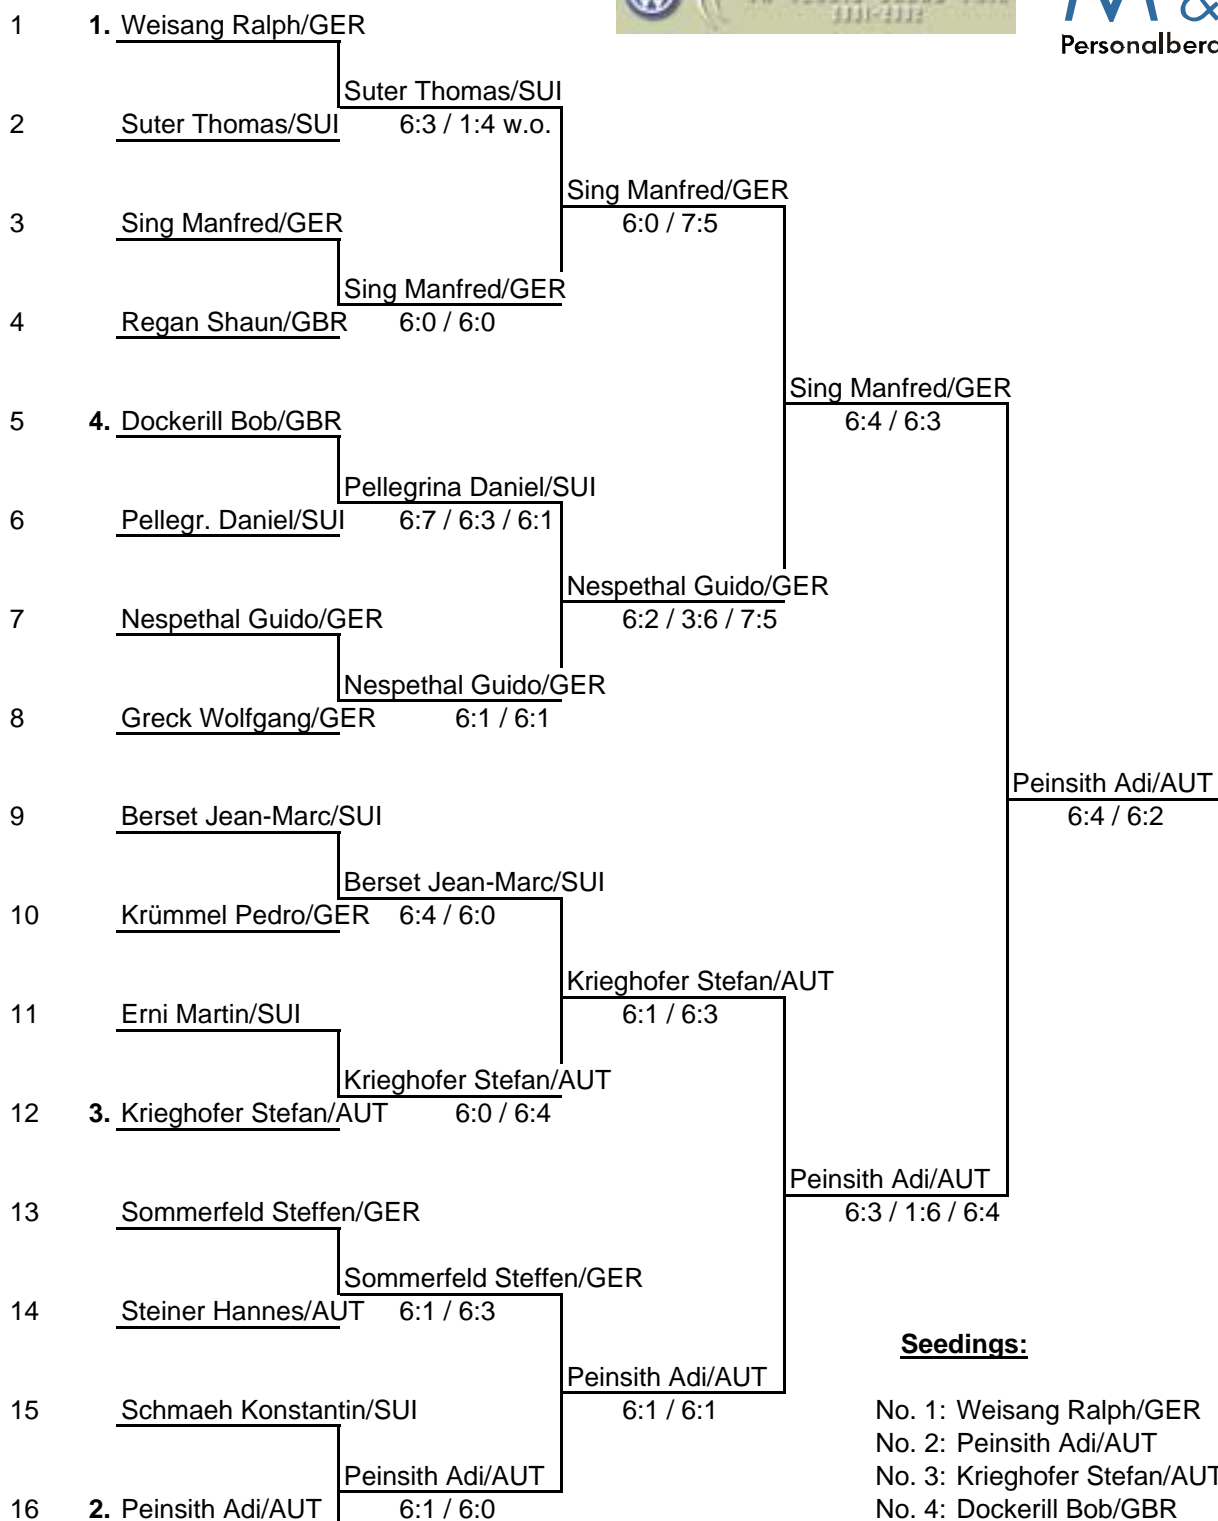 Personalbera
1 1. Weisang Ralph/GER
Suter Thomas/SUI
2 Suter Thomas/SUI 6:3 / 1:4 w.o.
Sing Manfred/GER
3 Sing Manfred/GER 6:0 / 7:5
Sing Manfred/GER
4 Regan Shaun/GBR 6:0 / 6:0
Sing Manfred/GER
5 4. Dockerill Bob/GBR 6:4 / 6:3
Pellegrina Daniel/SUI
6 Pellegr. Daniel/SUI 6:7 / 6:3 / 6:1
Nespethal Guido/GER
7 Nespethal Guido/GER 6:2 / 3:6 / 7:5
Nespethal Guido/GER
8 Greck Wolfgang/GER 6:1 / 6:1
Peinsith Adi/AUT
9 Berset Jean-Marc/SUI 6:4 / 6:2
Berset Jean-Marc/SUI
10 Krümmel Pedro/GER 6:4 / 6:0
Krieghofer Stefan/AUT
11 Erni Martin/SUI 6:1 / 6:3
Krieghofer Stefan/AUT
12 3. Krieghofer Stefan/AUT 6:0 / 6:4
Peinsith Adi/AUT
13 Sommerfeld Steffen/GER 6:3 / 1:6 / 6:4
Sommerfeld Steffen/GER
14 Steiner Hannes/AUT 6:1 / 6:3
Seedings:
Peinsith Adi/AUT
15 Schmaeh Konstantin/SUI 6:1 / 6:1 No. 1: Weisang Ralph/GER
No. 2: Peinsith Adi/AUT
Peinsith Adi/AUT No. 3: Krieghofer Stefan/AUT
16 2. Peinsith Adi/AUT 6:1 / 6:0 No. 4: Dockerill Bob/GBR